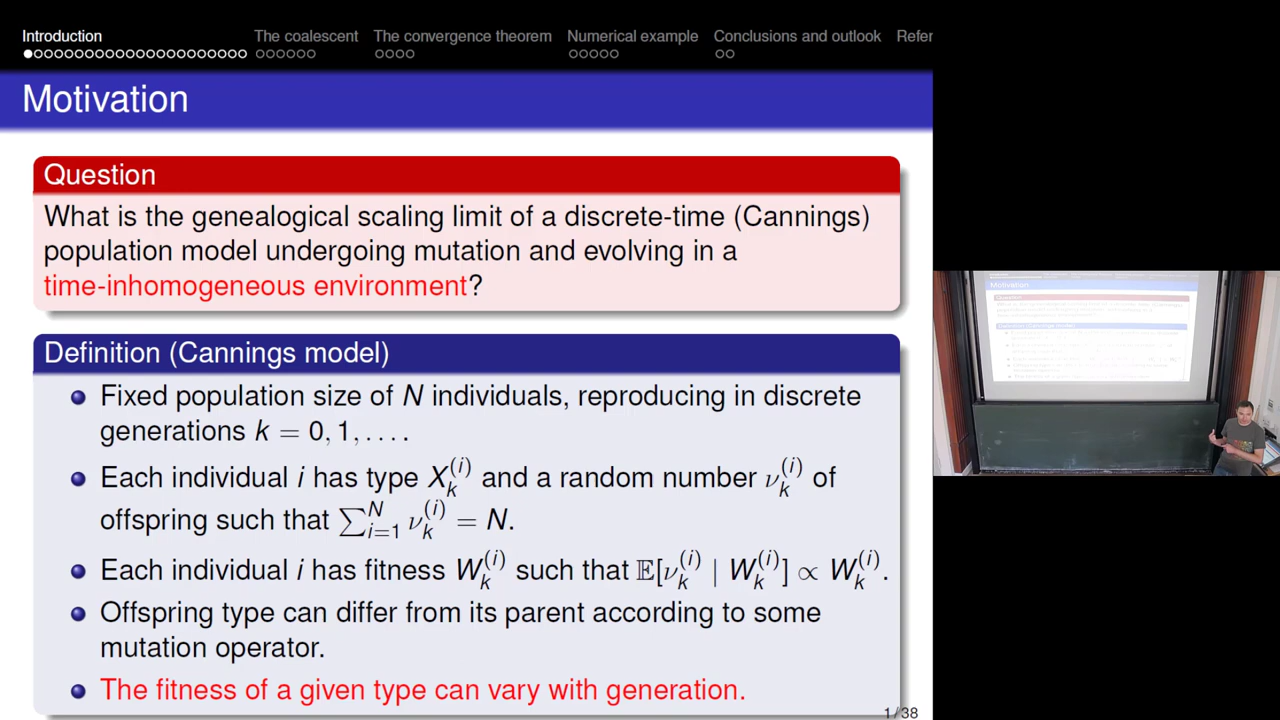 Introduction The coalescent The convergence theorem Numerical example Conclusions and outlook Refer
Motivation
Question
What is the genealogical scaling limit of a discrete-time (Cannings)
population model undergoing mutation and evolving in a
time-inhomogeneous environment?
Definition (Cannings model)
Fixed population size of N individuals, reproducing in discrete
generations k = 0, 1, . . . .
Each individual i has type X_k^{(i)} and a random number ν_k^{(i)} of
offspring such that ∑_{i=1}^N ν_k^{(i)} = N.
Each individual i has fitness W_k^{(i)} such that 𝔼[ν_k^{(i)} | W_k^{(i)}] ∝ W_k^{(i)}.
Offspring type can differ from its parent according to some
mutation operator.
The fitness of a given type can vary with generation.
1 / 38
Motivation
Question